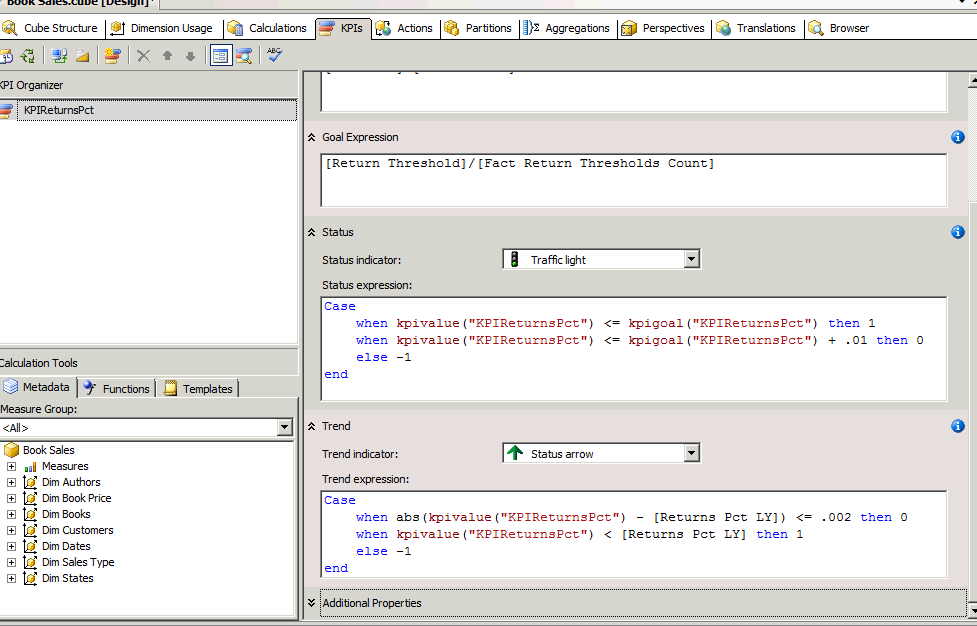 Book Sales.cube [Design]
Cube Structure Dimension Usage Calculations KPIs Actions Partitions Aggregations Perspectives Translations Browser
ABC
KPI Organizer
KPIReturnsPct
Goal Expression
[Return Threshold]/[Fact Return Thresholds Count]
Status
Status indicator: Traffic light
Status expression:
Case
when kpivalue("KPIReturnsPct") <= kpigoal("KPIReturnsPct") then 1
when kpivalue("KPIReturnsPct") <= kpigoal("KPIReturnsPct") + .01 then 0
else -1
end
Calculation Tools
Metadata Functions Templates
Measure Group:
<All>
Book Sales
Measures
Dim Authors
Dim Book Price
Dim Books
Dim Customers
Dim Dates
Dim Sales Type
Dim States
Trend
Trend indicator: Status arrow
Trend expression:
Case
when abs(kpivalue("KPIReturnsPct") - [Returns Pct LY]) <= .002 then 0
when kpivalue("KPIReturnsPct") < [Returns Pct LY] then 1
else -1
end
Additional Properties